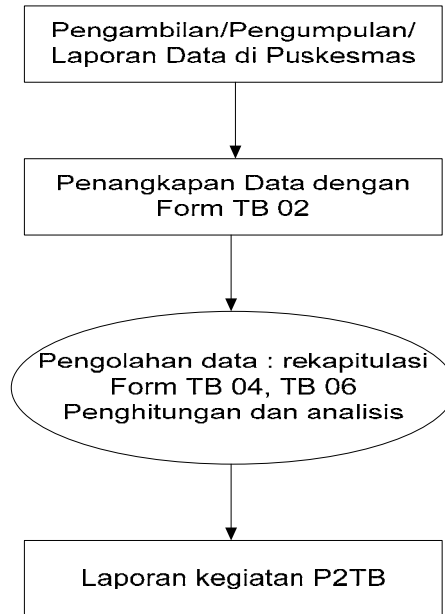 Pengambilan/Pengumpulan/
Laporan Data di Puskesmas
Penangkapan Data dengan
Form TB 02
Pengolahan data : rekapitulasi
Form TB 04, TB 06
Penghitungan dan analisis
Laporan kegiatan P2TB